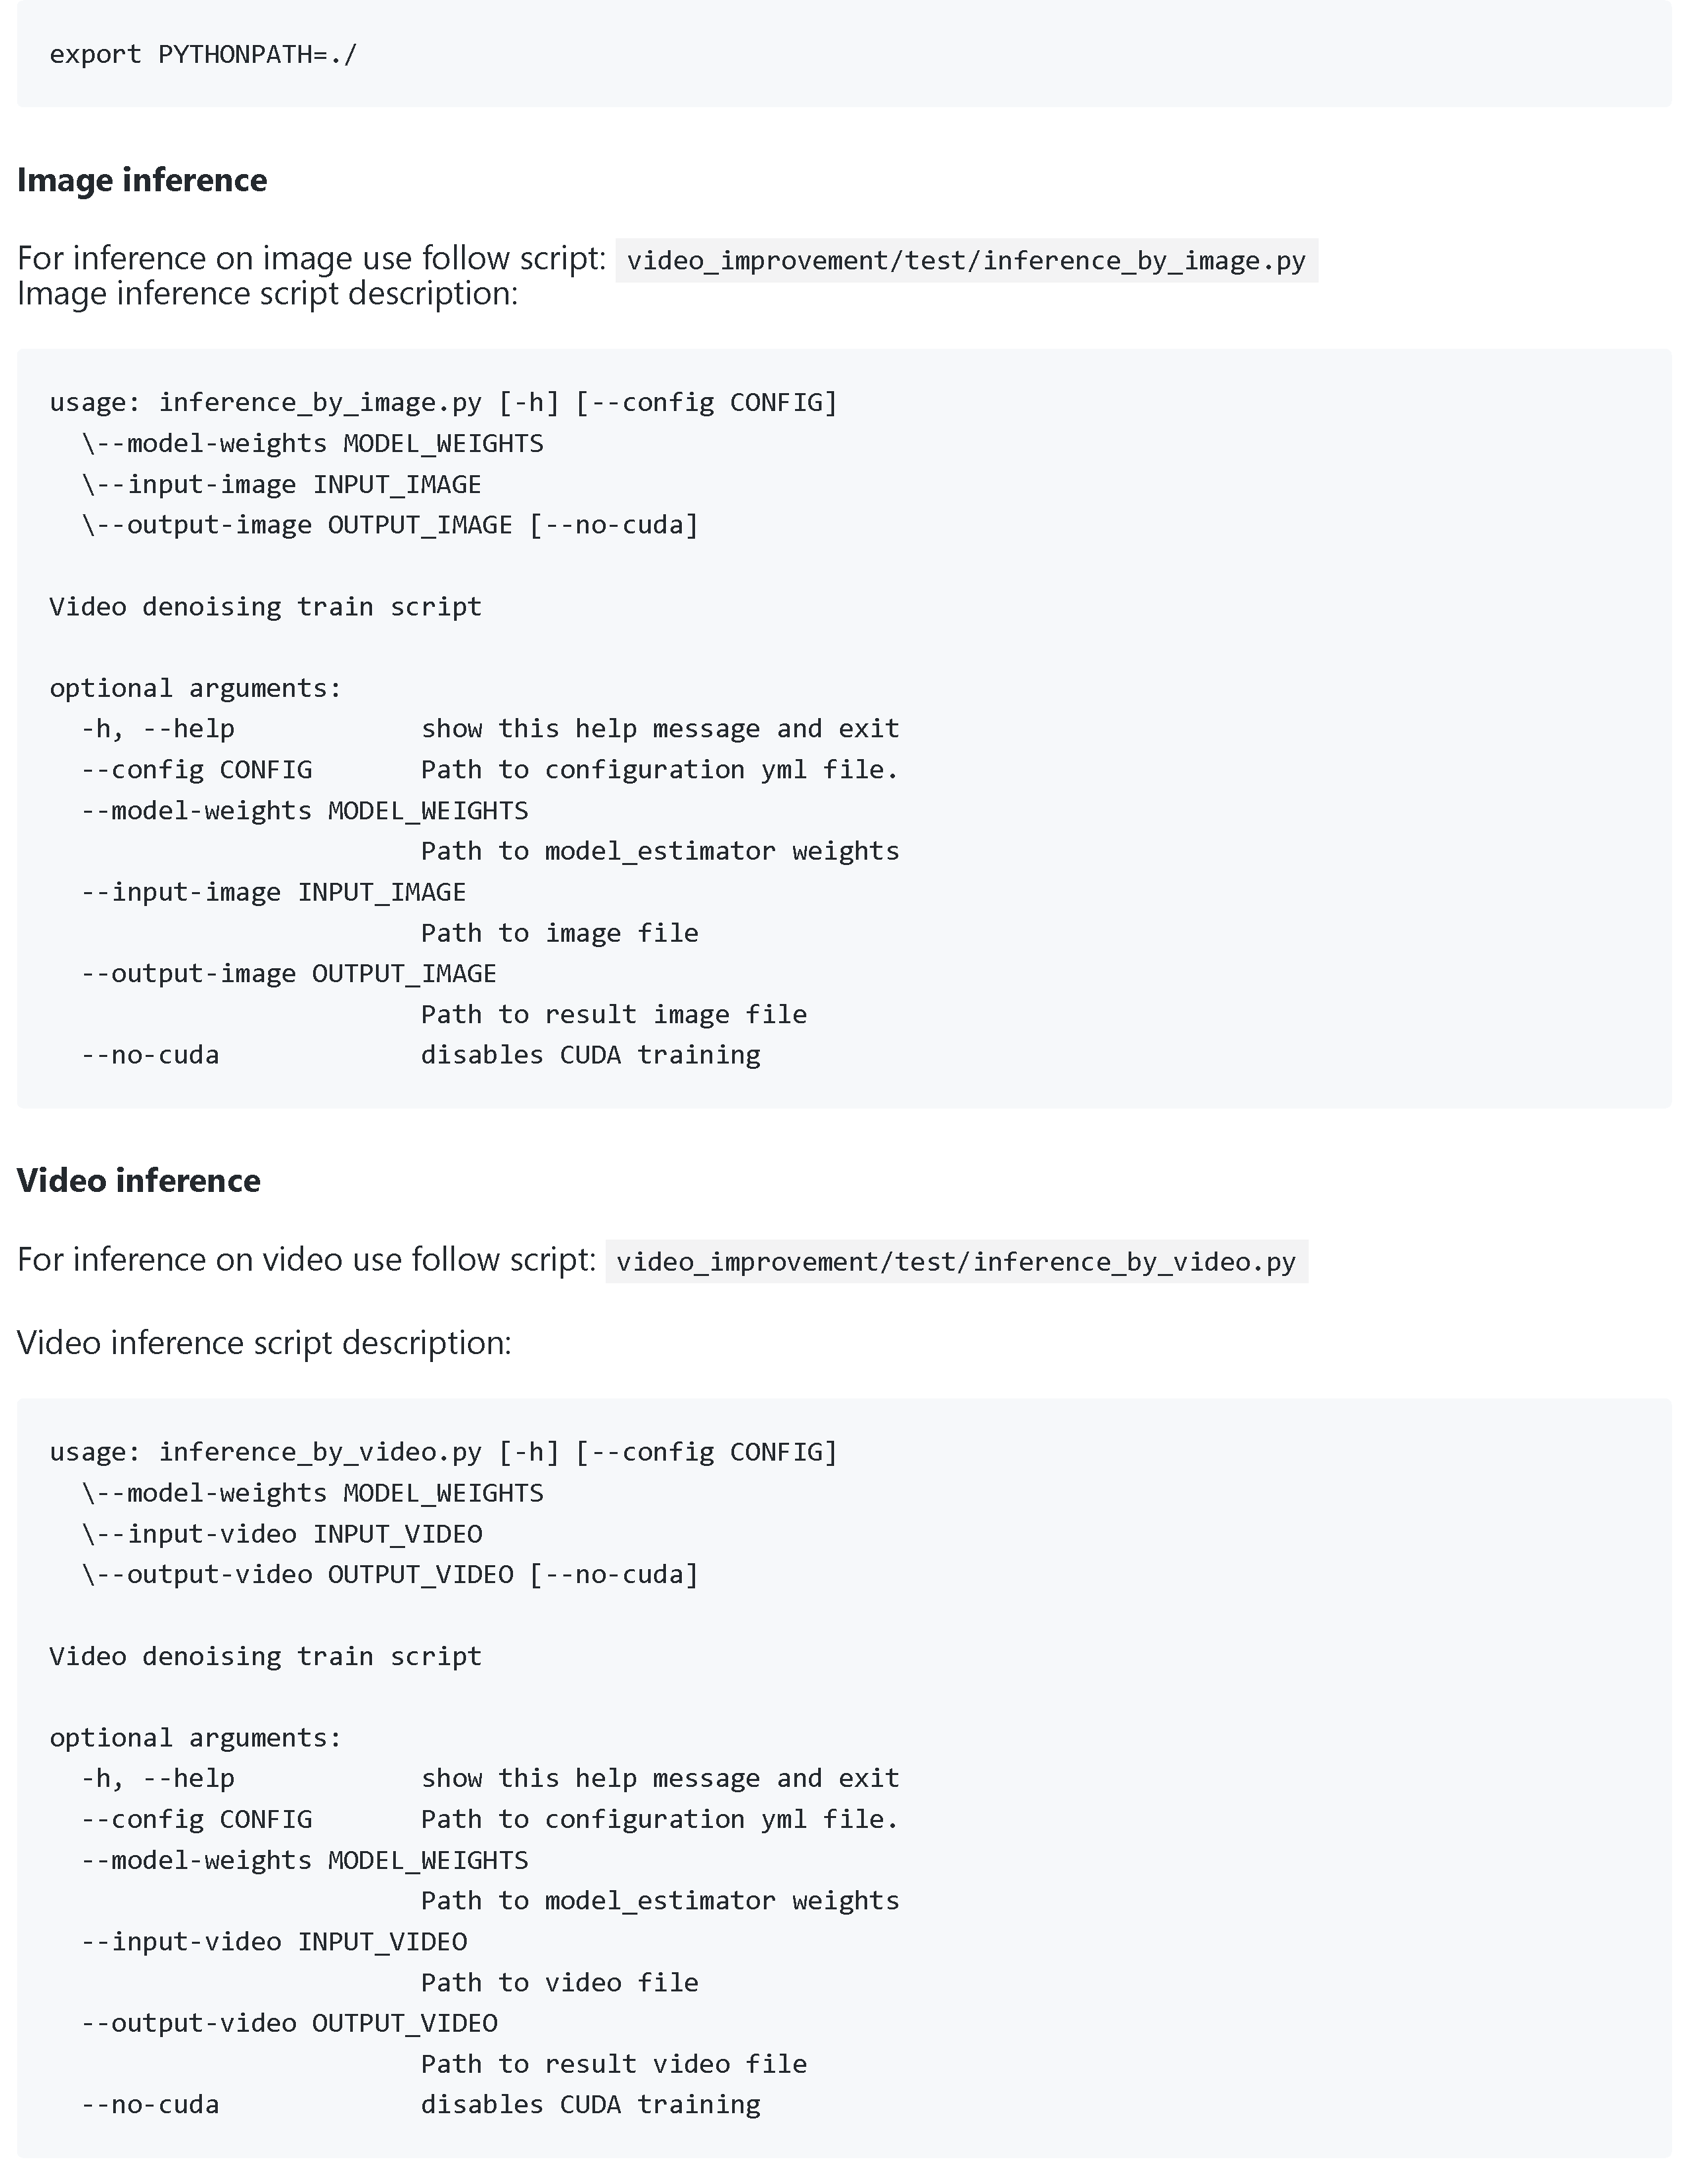 export PYTHONPATH=./
Image inference
For inference on image use follow script: video_improvement/test/inference_by_image.py
Image inference script description:
usage: inference_by_image.py [-h] [--config CONFIG]
  \--model-weights MODEL_WEIGHTS
  \--input-image INPUT_IMAGE
  \--output-image OUTPUT_IMAGE [--no-cuda]
Video denoising train script
optional arguments:
  -h, --help            show this help message and exit
  --config CONFIG       Path to configuration yml file.
  --model-weights MODEL_WEIGHTS
                        Path to model_estimator weights
  --input-image INPUT_IMAGE
                        Path to image file
  --output-image OUTPUT_IMAGE
                        Path to result image file
  --no-cuda             disables CUDA training
Video inference
For inference on video use follow script: video_improvement/test/inference_by_video.py
Video inference script description:
usage: inference_by_video.py [-h] [--config CONFIG]
  \--model-weights MODEL_WEIGHTS
  \--input-video INPUT_VIDEO
  \--output-video OUTPUT_VIDEO [--no-cuda]
Video denoising train script
optional arguments:
  -h, --help            show this help message and exit
  --config CONFIG       Path to configuration yml file.
  --model-weights MODEL_WEIGHTS
                        Path to model_estimator weights
  --input-video INPUT_VIDEO
                        Path to video file
  --output-video OUTPUT_VIDEO
                        Path to result video file
  --no-cuda             disables CUDA training